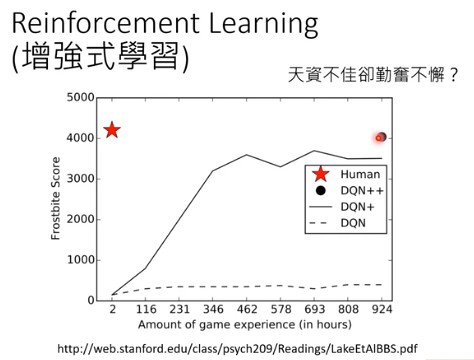 Reinforcement Learning
(增強式學習)
天資不佳卻勤奮不懈？
5000
4000
3000
2000
1000
0
Frostbite Score
Human
DQN++
DQN+
DQN
2 116 231 346 462 578 693 808 924
Amount of game experience (in hours)
http://web.stanford.edu/class/psych209/Readings/LakeEtAlBBS.pdf